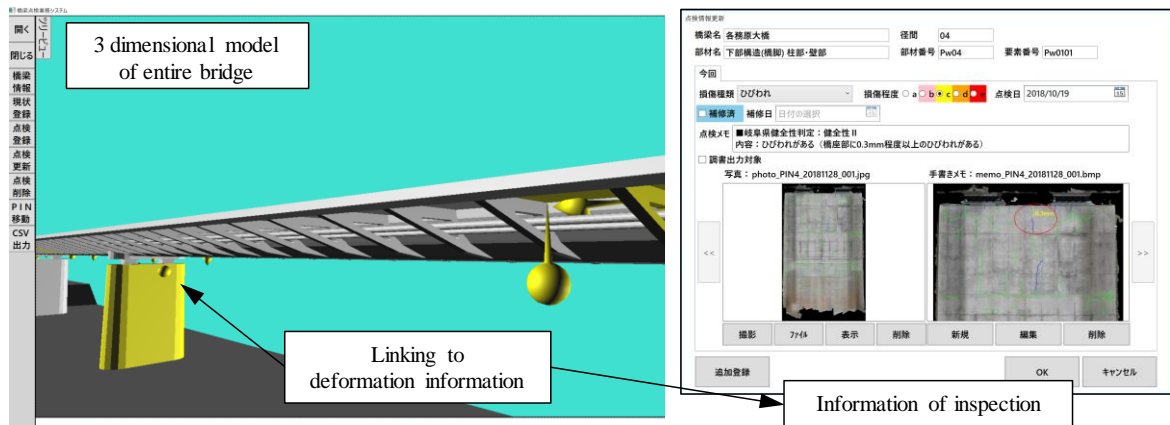 橋梁点検業務システム
開く
閉じる
橋梁
情報
現状
登録
点検
登録
点検
更新
点検
削除
PIN
移動
CSV
出力
ツリービュー
3 dimensional model
of entire bridge
Linking to
deformation information
点検情報更新
橋梁名 各務原大橋 径間 04
部材名 下部構造(橋脚) 柱部・壁部 部材番号 Pw04 要素番号 Pw0101
今回
損傷種類 ひびわれ 損傷程度 a b c d e 点検日 2018/10/19 15
補修済 補修日 日付の選択 15
点検メモ ■岐阜県健全性判定：健全性Ⅱ
内容：ひびわれがある（橋座部に0.3mm程度以上のひびわれがある）
調書出力対象
写真：photo_PIN4_20181128_001.jpg 手書きメモ：memo_PIN4_20181128_001.bmp
<< >>
撮影 ファイル 表示 削除 新規 編集 削除
追加登録 OK キャンセル
Information of inspection